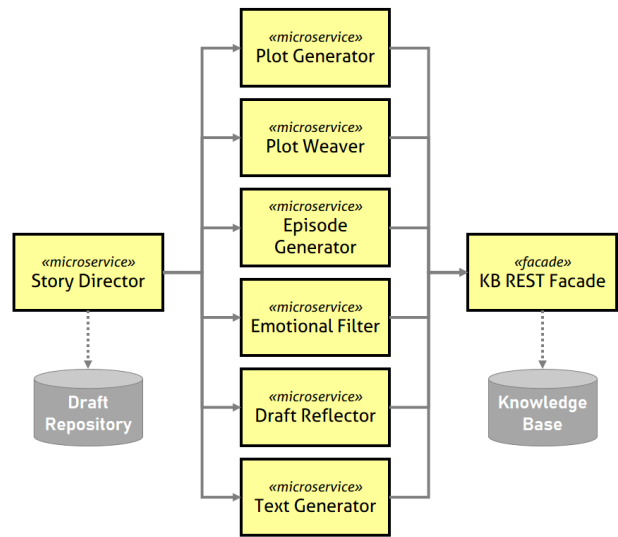 «microservice»
Plot Generator
«microservice»
Plot Weaver
«microservice»
Episode
Generator
«microservice»
Story Director
«facade»
KB REST Facade
«microservice»
Emotional Filter
Draft
Repository
«microservice»
Draft Reflector
Knowledge
Base
«microservice»
Text Generator